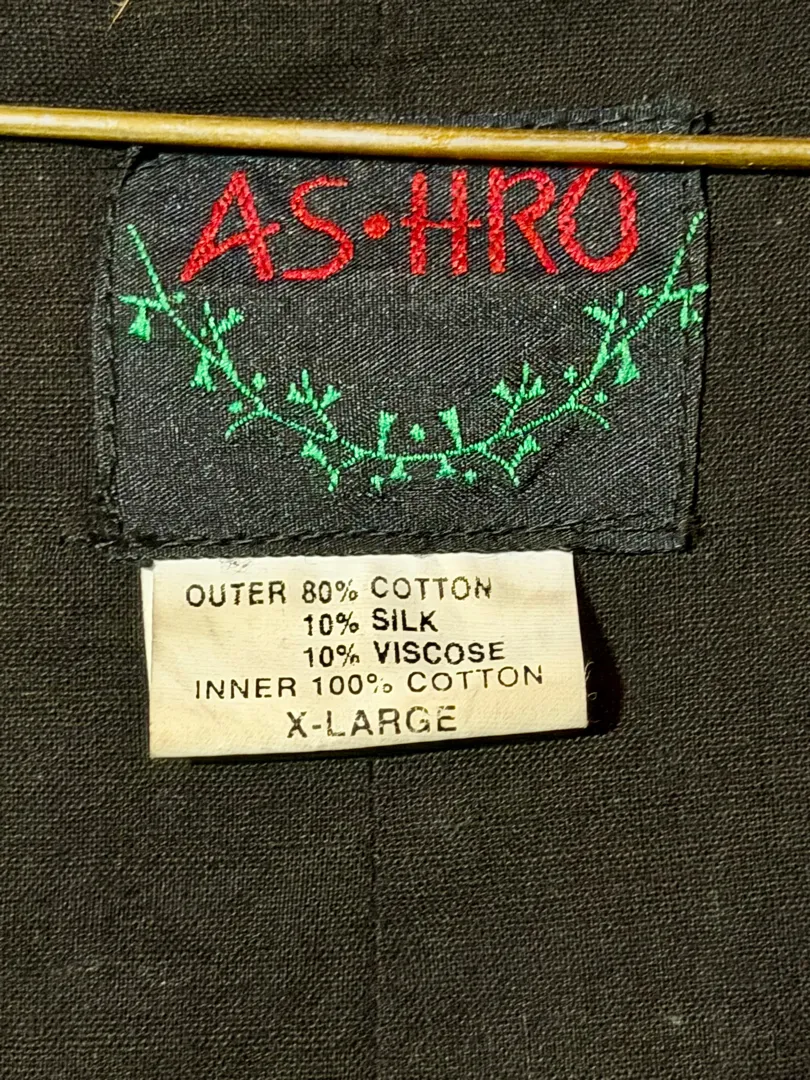 AS·HRO
OUTER 80% COTTON
10% SILK
10% VISCOSE
INNER 100% COTTON
X-LARGE